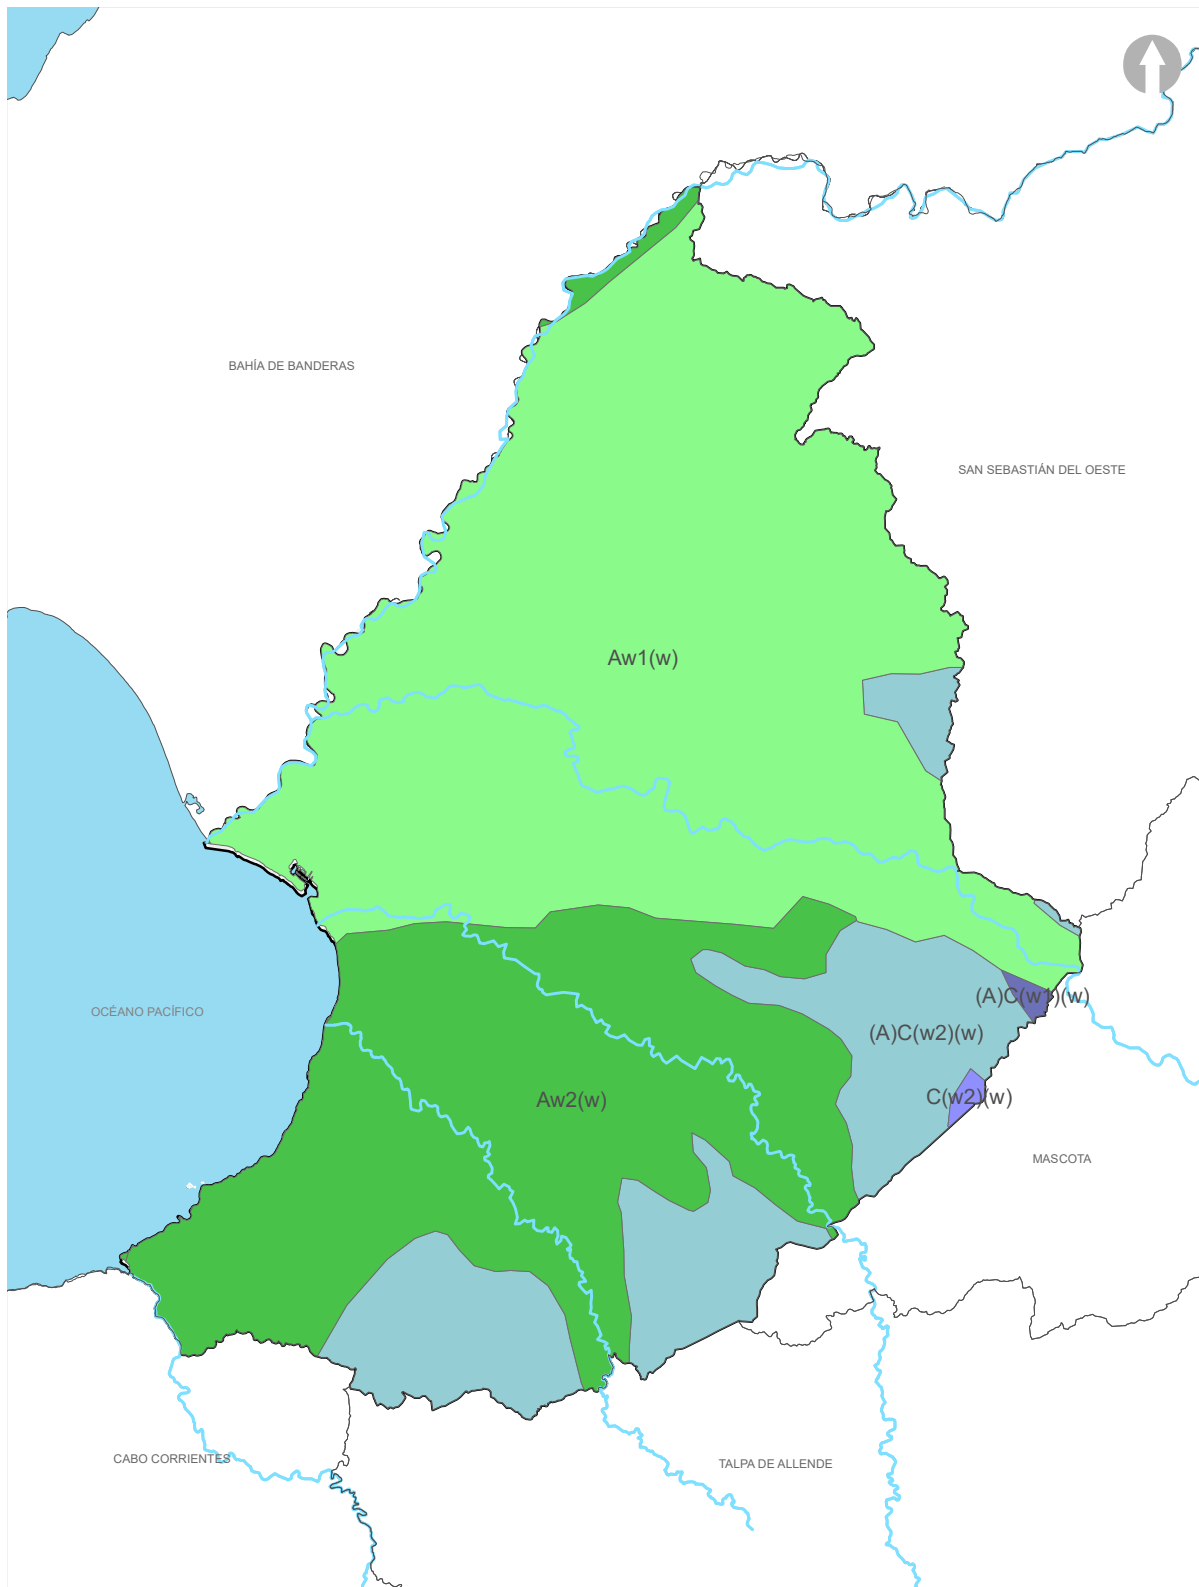 BAHÍA DE BANDERAS
SAN SEBASTIÁN DEL OESTE
Aw1(w)
(A)C(w1)(w)
OCÉANO PACÍFICO
(A)C(w2)(w)
Aw2(w)
C(w2)(w)
MASCOTA
CABO CORRIENTES
TALPA DE ALLENDE